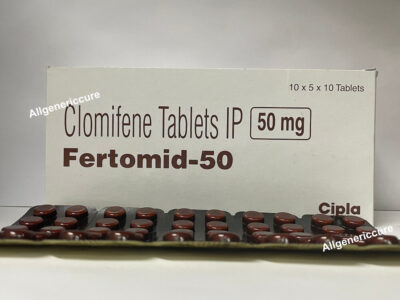 10 x 5 x 10 Tablets
Allgenericcure
Clomifene Tablets IP 50 mg
Fertomid-50
Cipla
Allgenericcure